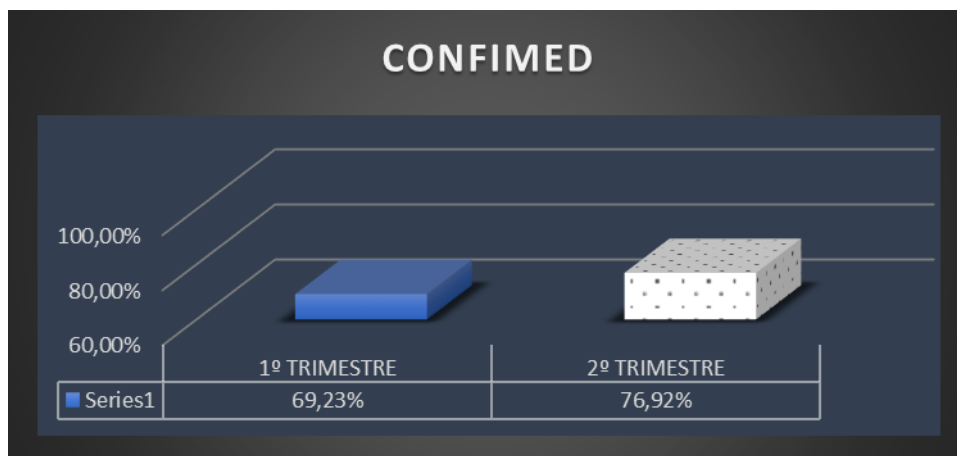 CONFIMED
100,00%
80,00%
60,00%
1º TRIMESTRE 2º TRIMESTRE
Series1 69,23% 76,92%